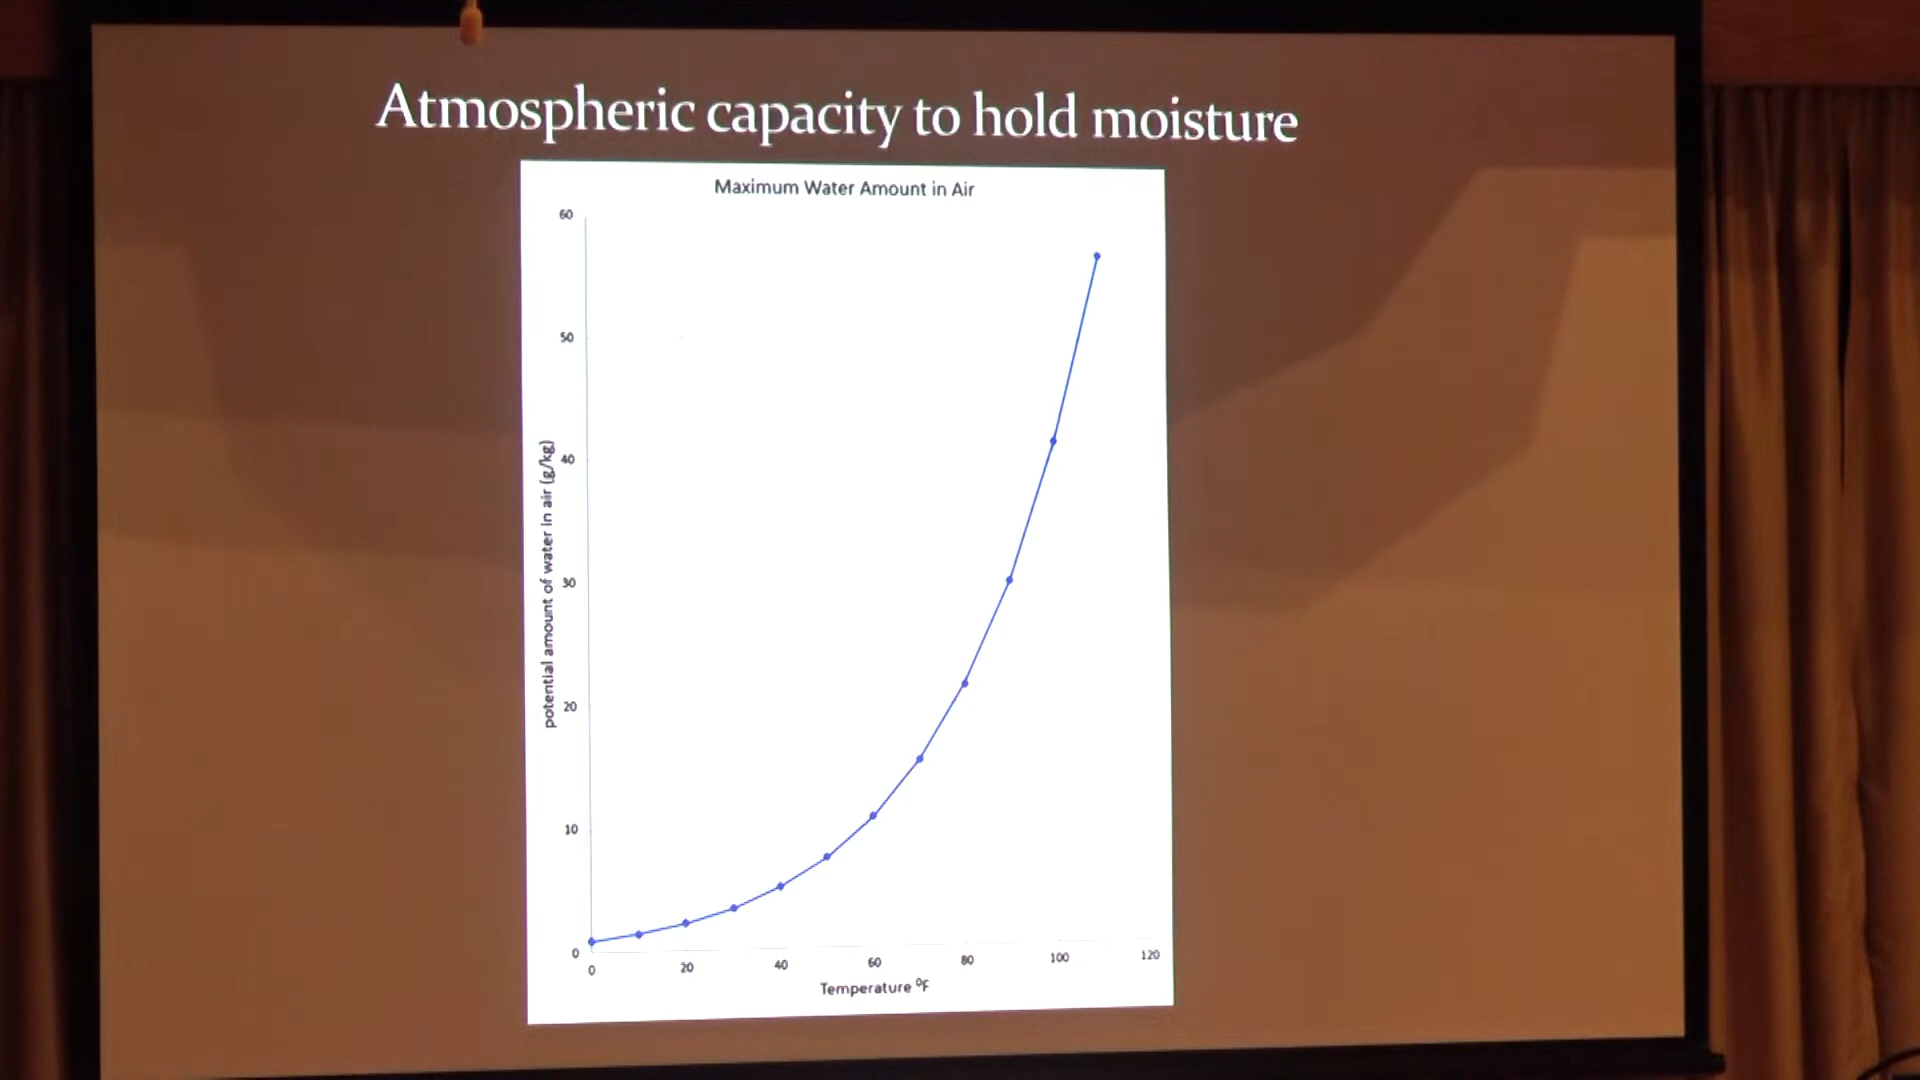 Atmospheric capacity to hold moisture
Maximum Water Amount in Air
60
50
40
30
20
10
0
potential amount of water in air (g/kg)
0 20 40 60 80 100 120
Temperature ºF